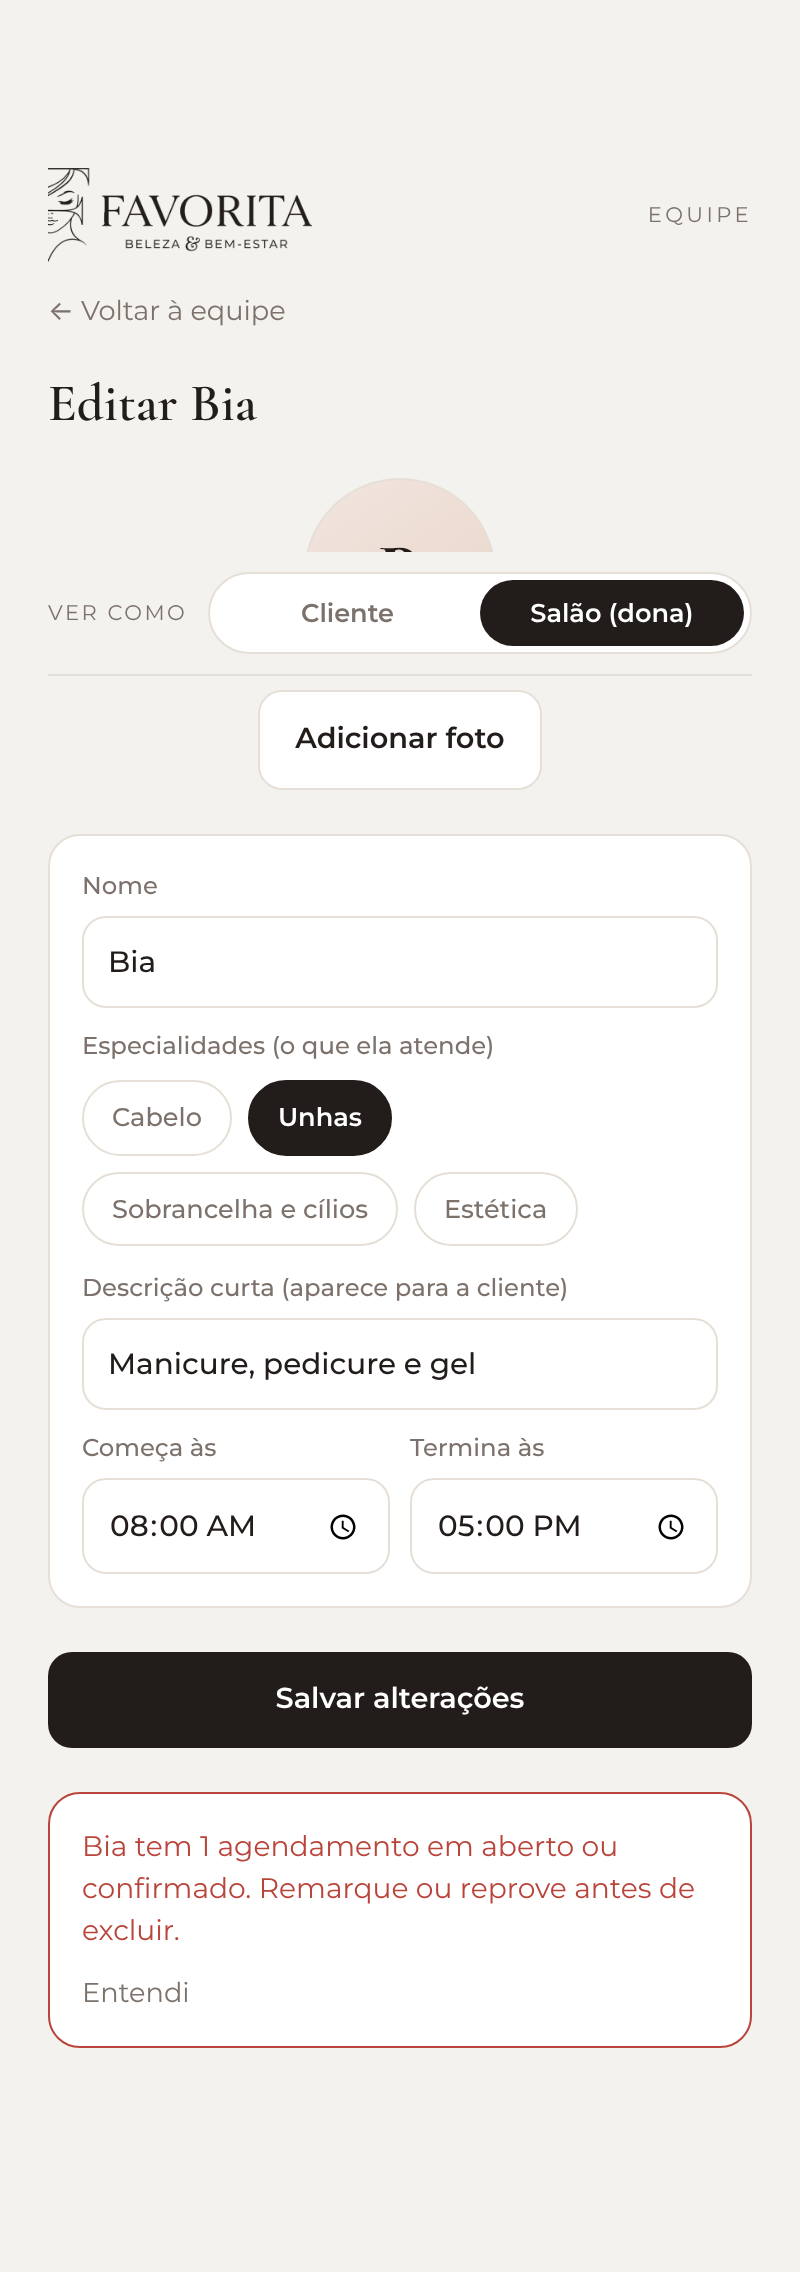 FAVORITA
BELEZA & BEM-ESTAR
EQUIPE
← Voltar à equipe
Editar Bia
VER COMO
Cliente
Salão (dona)
Adicionar foto
Nome
Bia
Especialidades (o que ela atende)
Cabelo
Unhas
Sobrancelha e cílios
Estética
Descrição curta (aparece para a cliente)
Manicure, pedicure e gel
Começa às
Termina às
08:00 AM
05:00 PM
Salvar alterações
Bia tem 1 agendamento em aberto ou
confirmado. Remarque ou reprove antes de
excluir.
Entendi